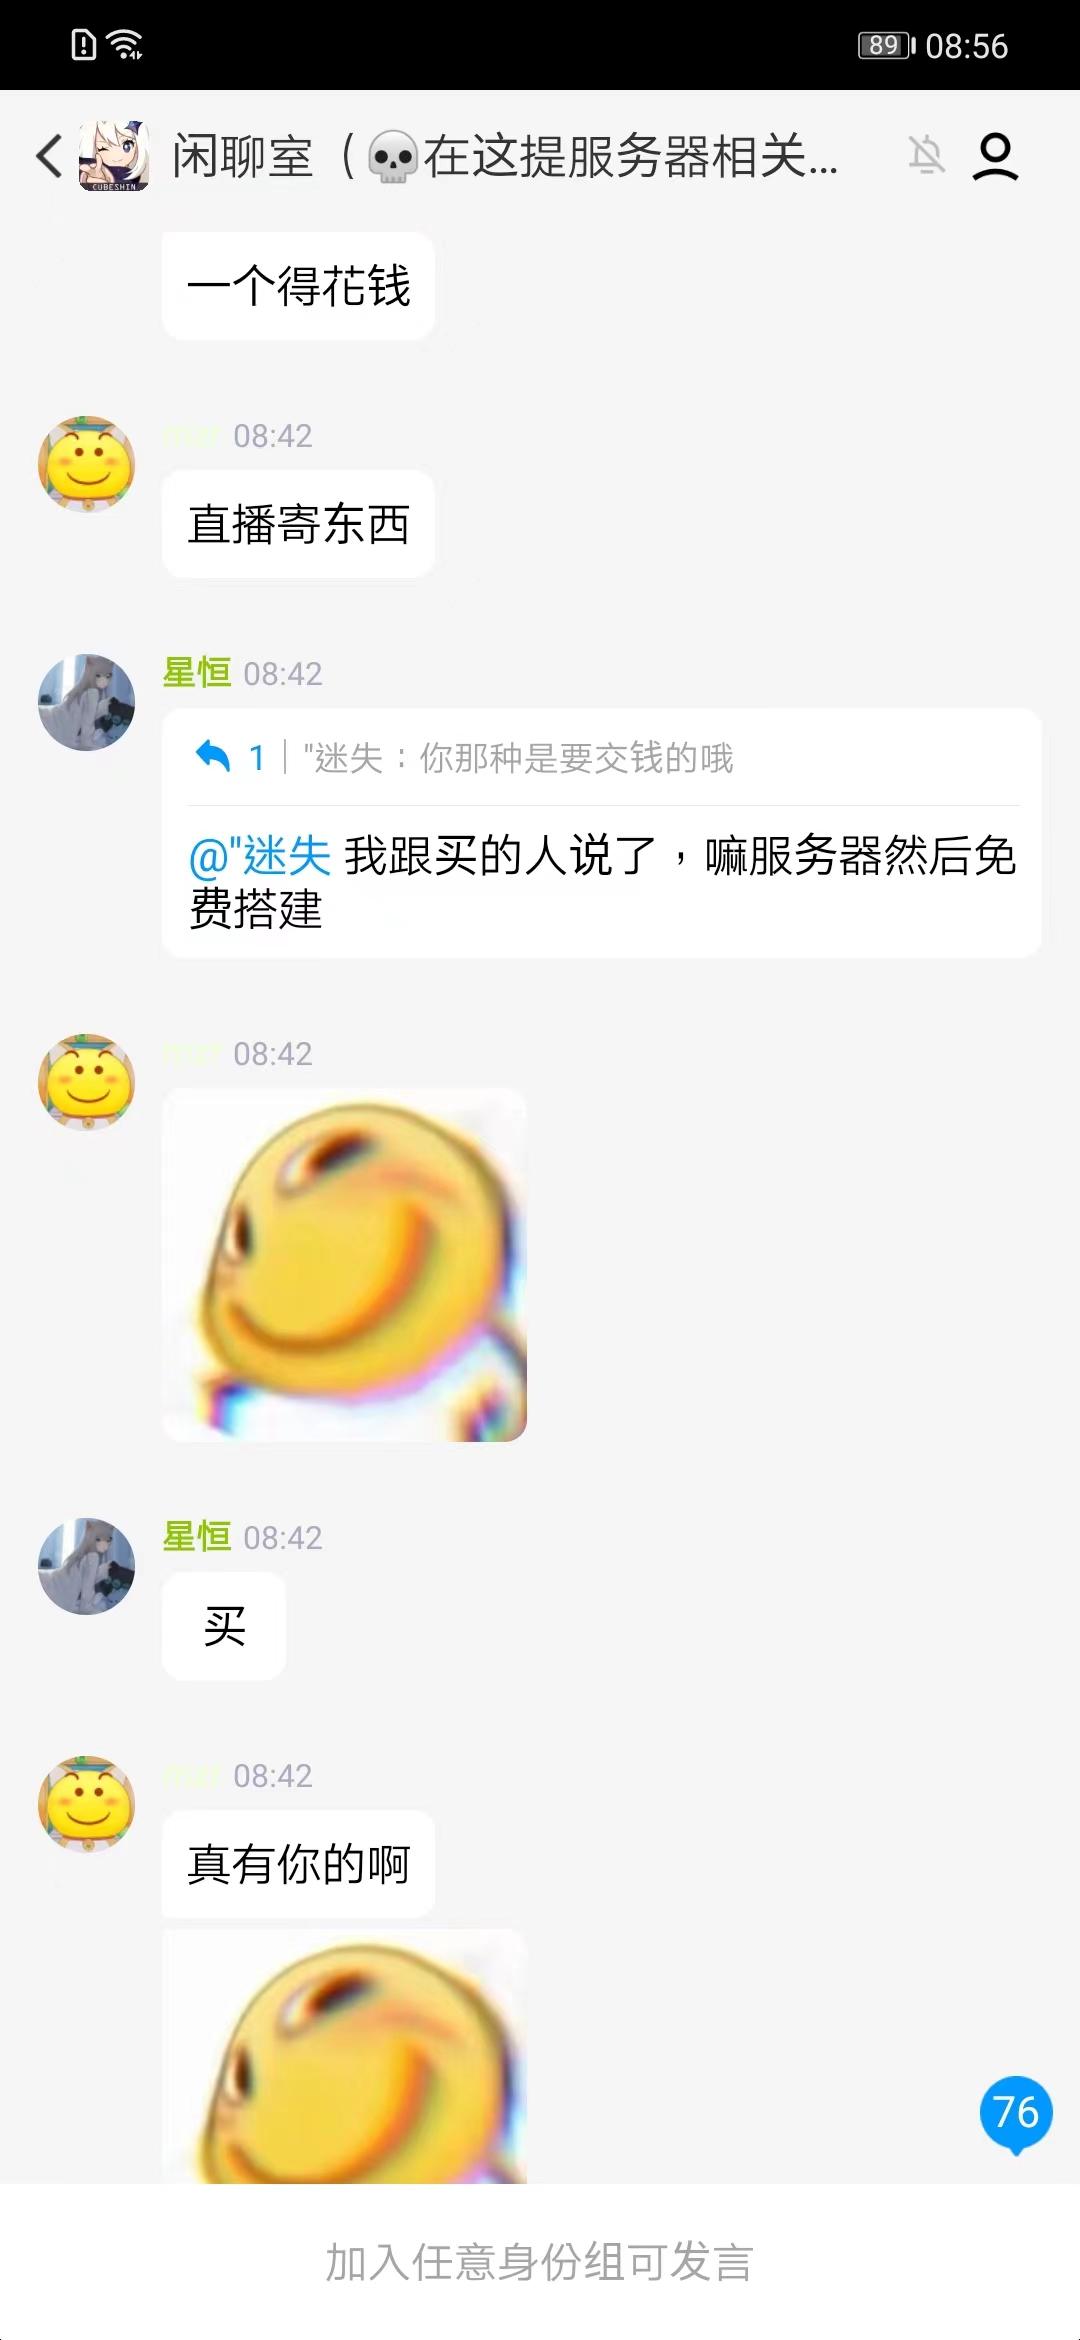 89 08:56
CUBESHIN
闲聊室（💀在这提服务器相关...
一个得花钱
mzr 08:42
直播寄东西
星恒 08:42
1 "迷失：你那种是要交钱的哦
@"迷失 我跟买的人说了，嘛服务器然后免
费搭建
mzr 08:42
星恒 08:42
买
mzr 08:42
真有你的啊
76
加入任意身份组可发言